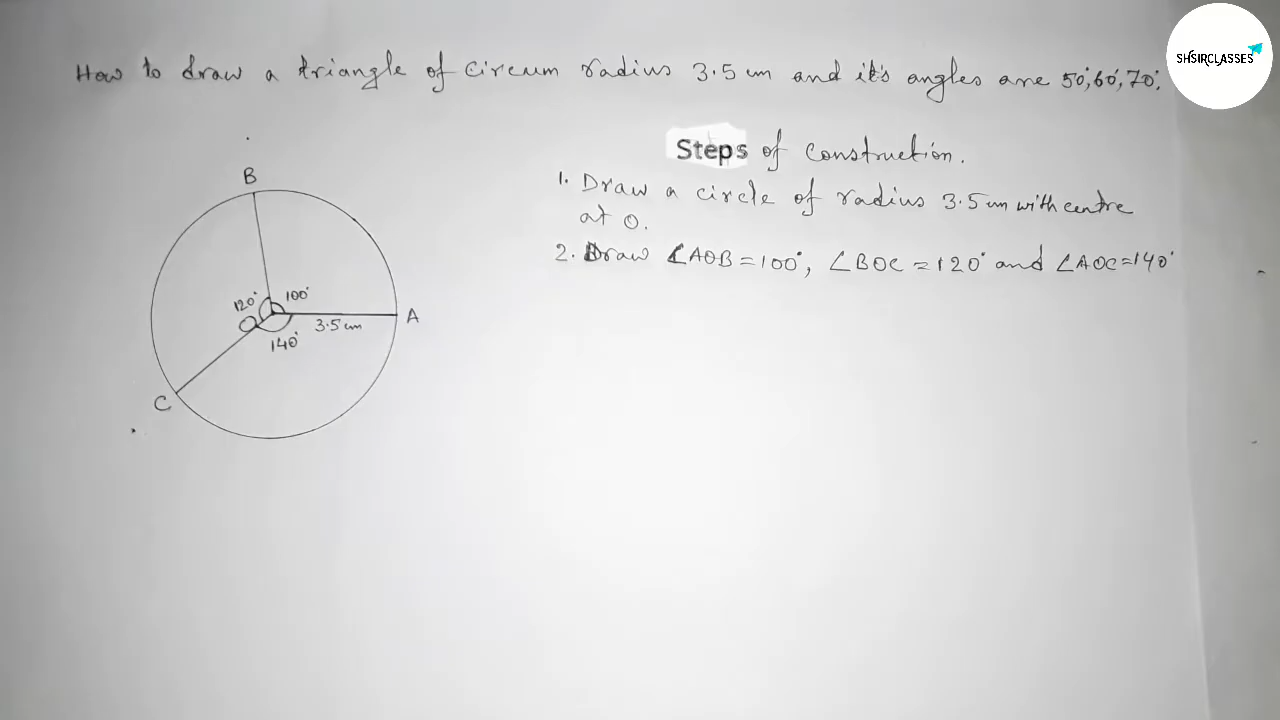 How to draw a triangle of circum radius 3.5 cm and it's angles are 50°, 60°, 70°.
SHSIRCLASSES
Steps of Construction.
1. Draw a circle of radius 3.5 cm with centre
at O.
2. Draw ∠AOB = 100°, ∠BOC = 120° and ∠AOC = 140°
B
120° 100°
O 3.5 cm A
140°
C